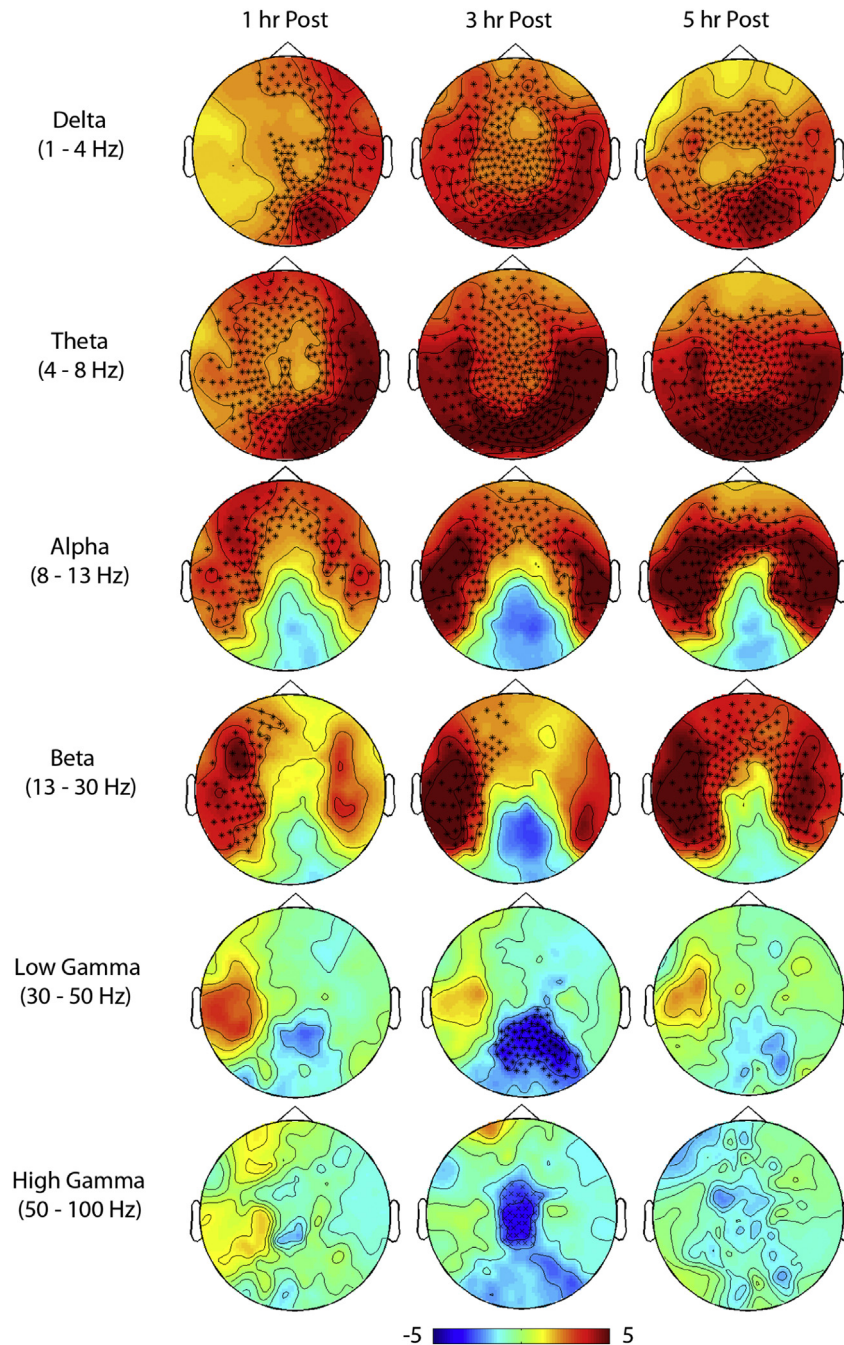 1 hr Post 3 hr Post 5 hr Post
Delta
(1 - 4 Hz)
Theta
(4 - 8 Hz)
Alpha
(8 - 13 Hz)
Beta
(13 - 30 Hz)
Low Gamma
(30 - 50 Hz)
High Gamma
(50 - 100 Hz)
-5 5